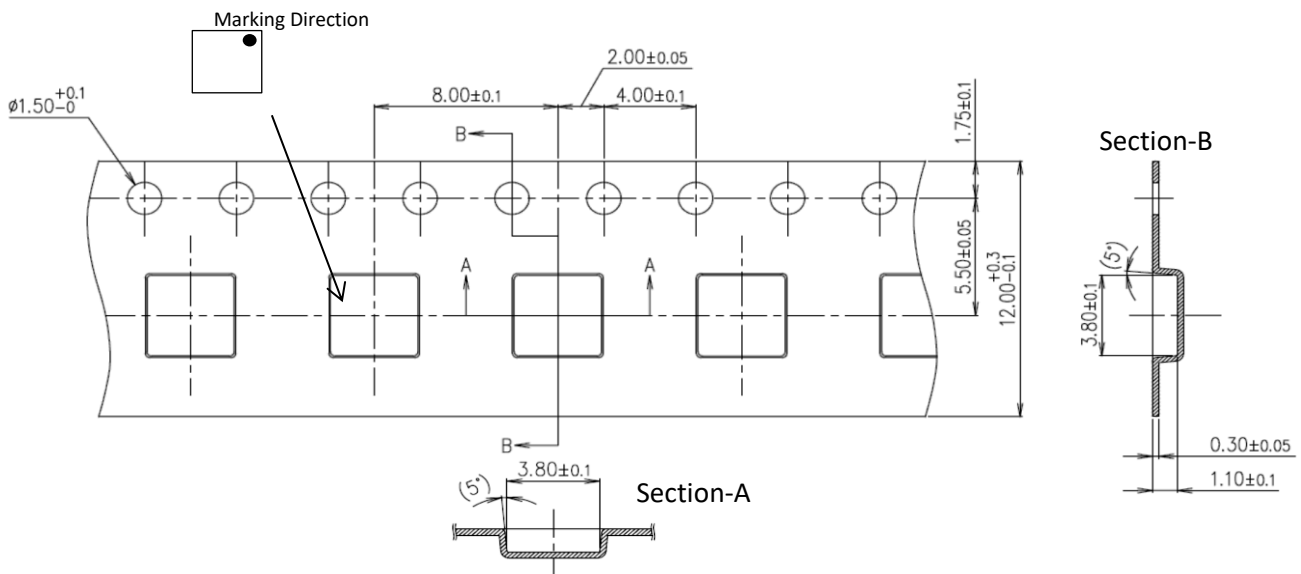 Marking Direction
2.00±0.05
+0.1
ø1.50-0
8.00±0.1
4.00±0.1
1.75±0.1
B
Section-B
A
A
5.50±0.05
+0.3
12.00-0.1
(5°)
3.80±0.1
B
0.30±0.05
3.80±0.1
1.10±0.1
(5°)
Section-A